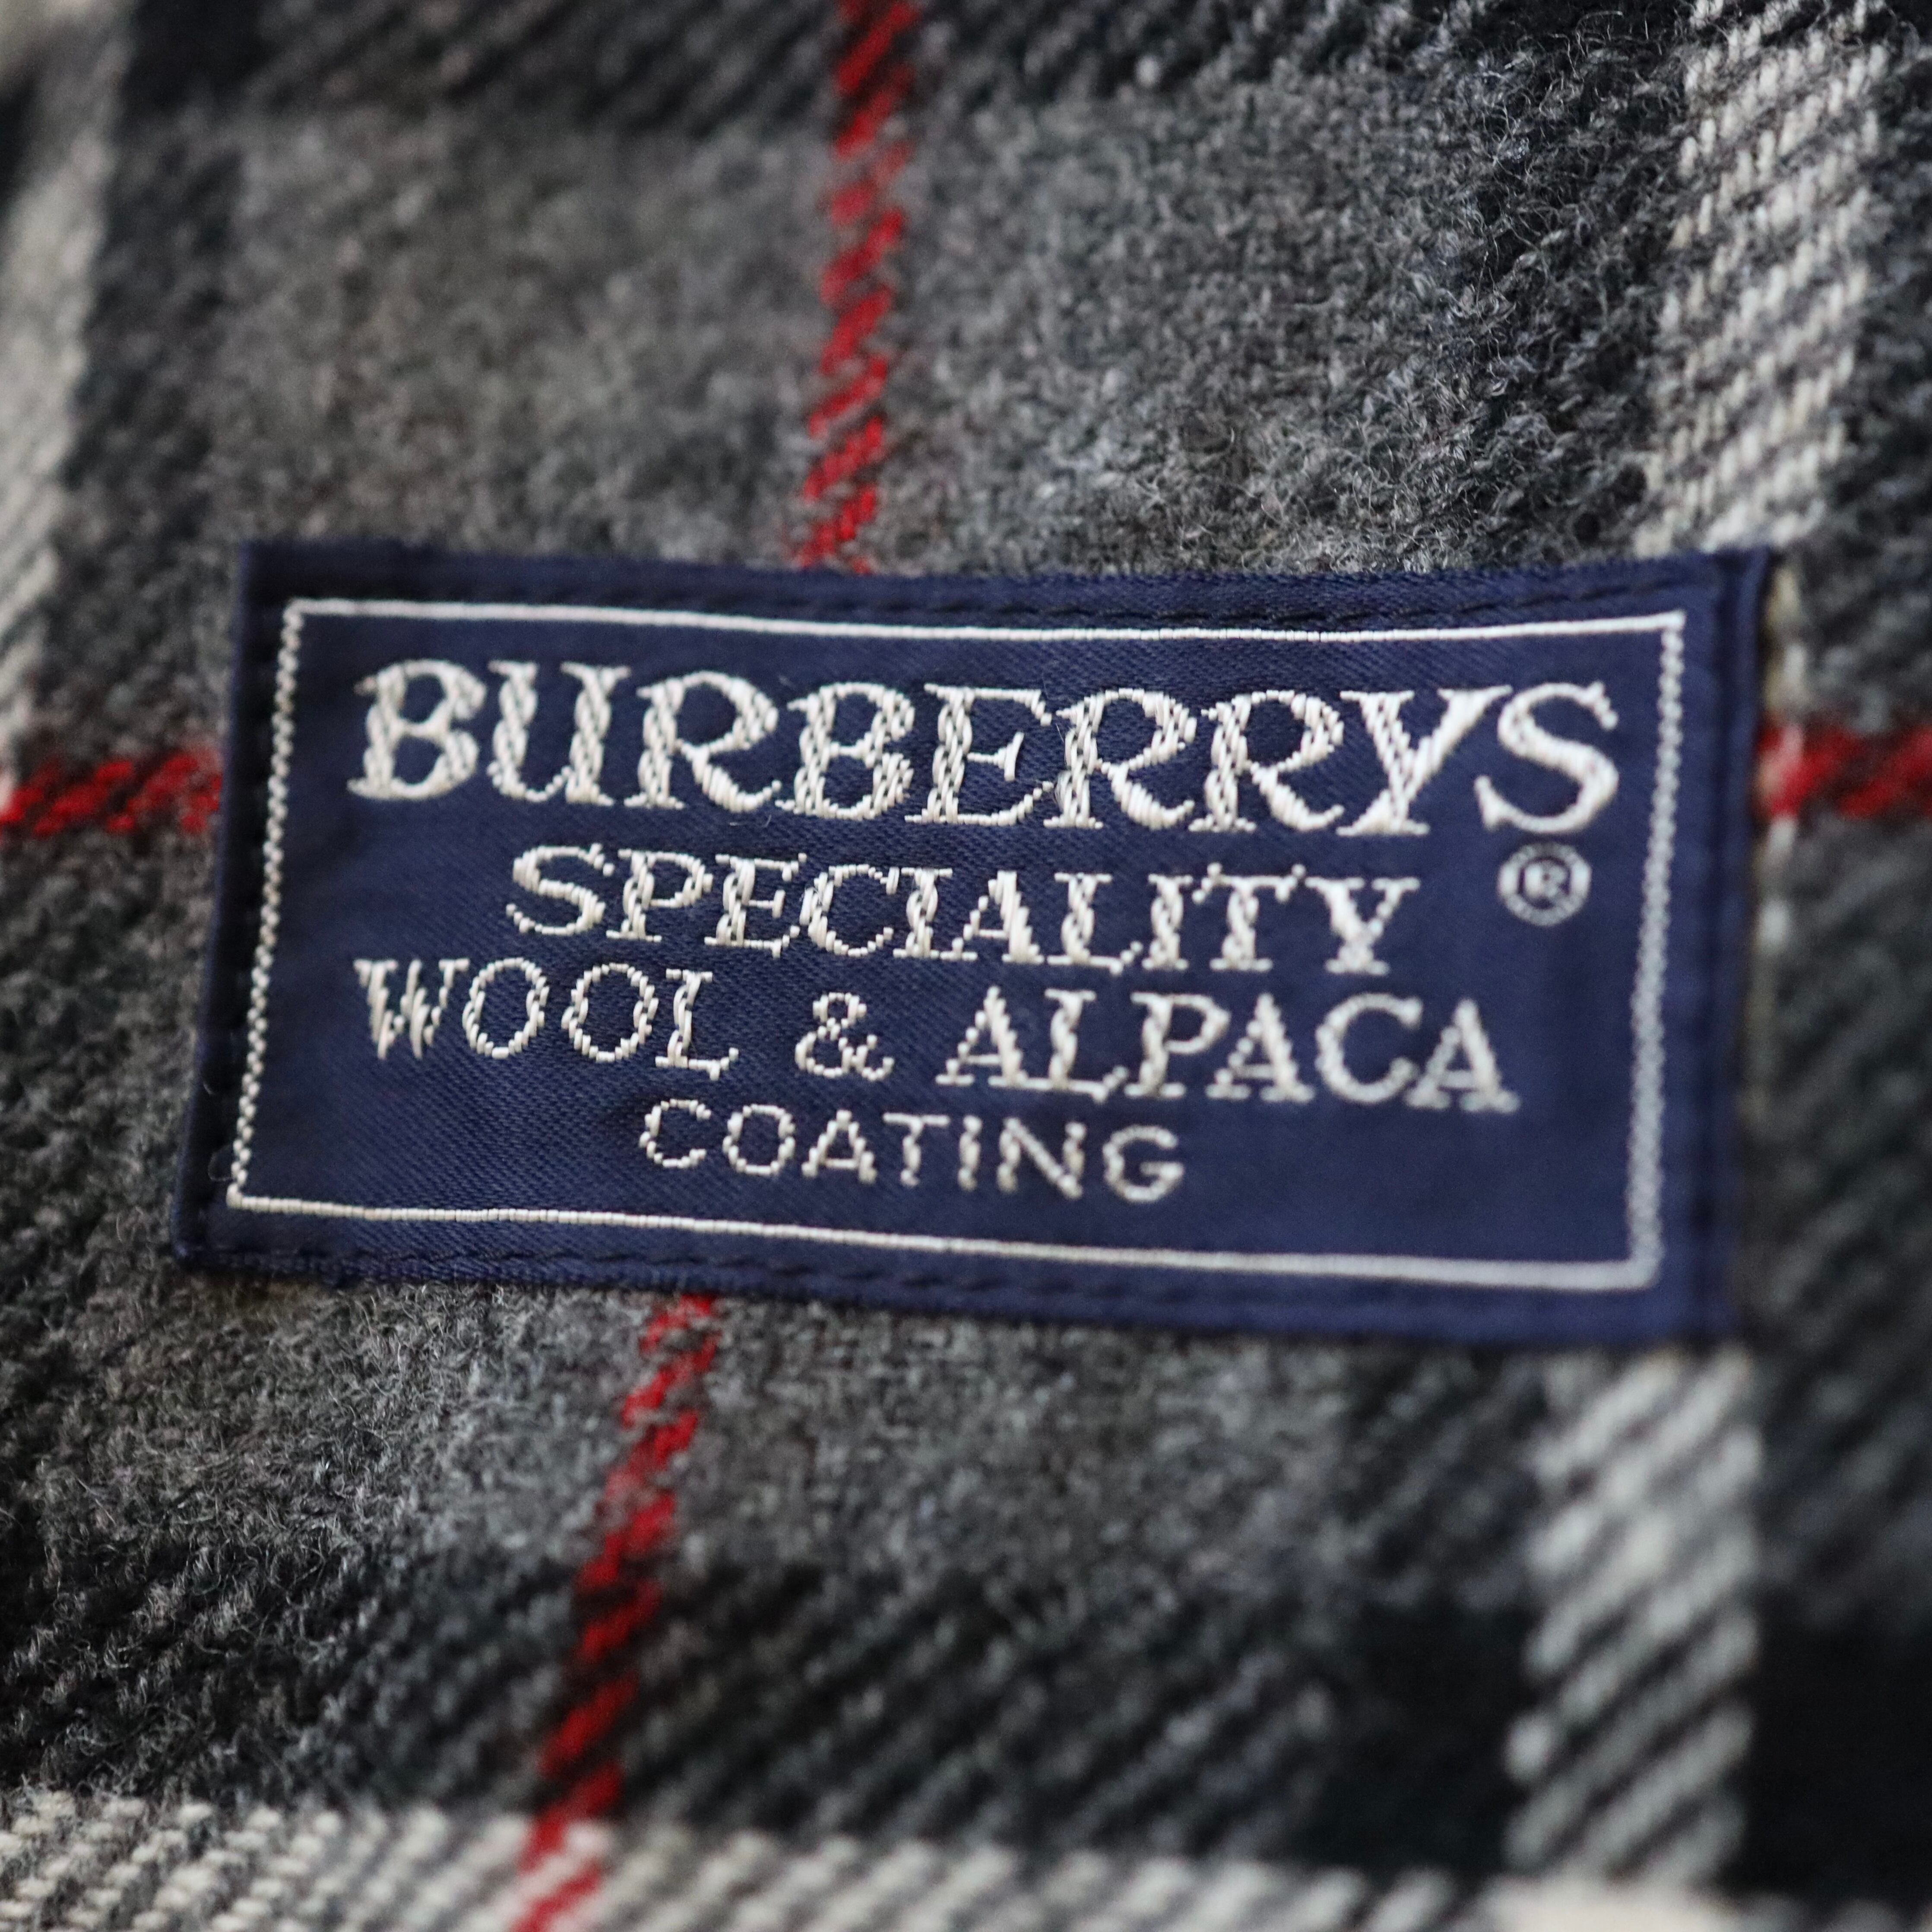 BURBERRYS
SPECIALITY ®
WOOL & ALPACA
COATING